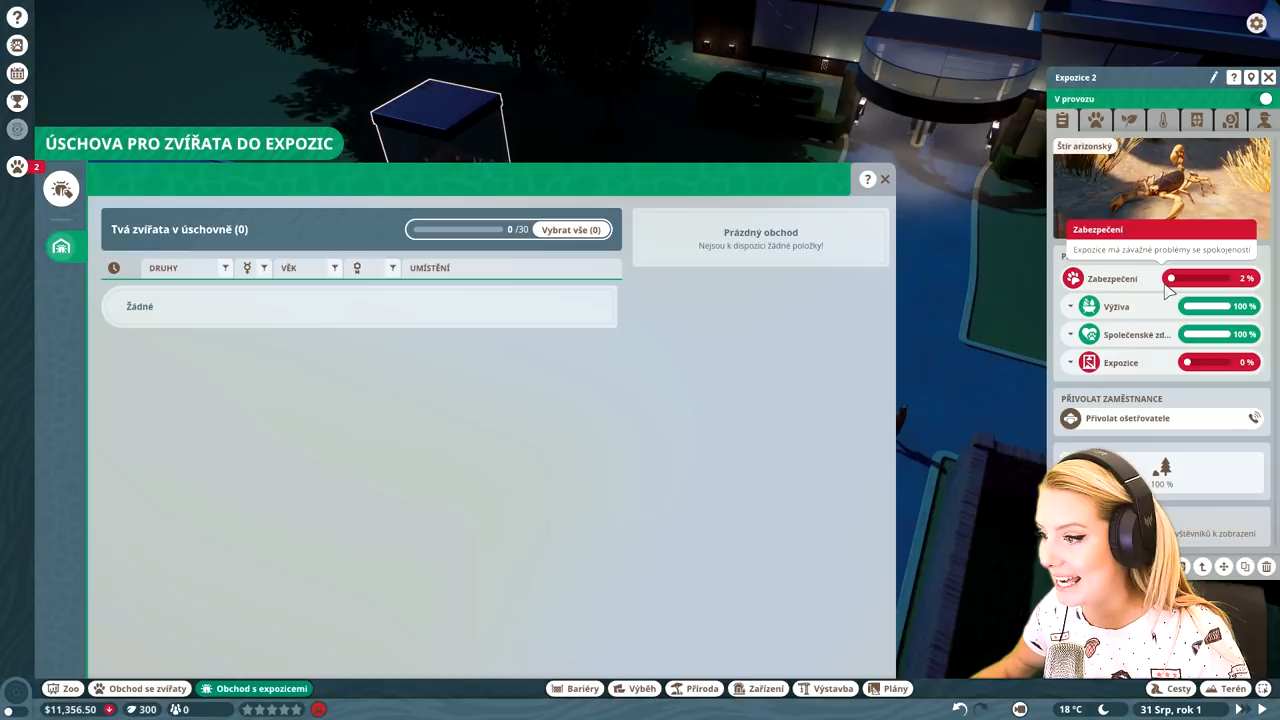 ÚSCHOVA PRO ZVÍŘATA DO EXPOZIC
2
?
Tvá zvířata v úschovně (0)
0 /30
Vybrat vše (0)
DRUHY
VĚK
UMÍSTĚNÍ
Žádné
Prázdný obchod
Nejsou k dispozici žádné položky!
Expozice 2
?
V provozu
Štír arizonský
Zabezpečení
Expozice má závažné problémy se spokojeností
Zabezpečení
2 %
Výživa
100 %
Společenské zd...
100 %
Expozice
0 %
PŘIVOLAT ZAMĚSTNANCE
Přivolat ošetřovatele
100 %
k zobrazení
?
Zoo
Obchod se zvířaty
Obchod s expozicemi
Bariéry
Výběh
Příroda
Zařízení
Výstavba
Plány
Cesty
Terén
$11,356.50
300
0
18 °C
31 Srp, rok 1